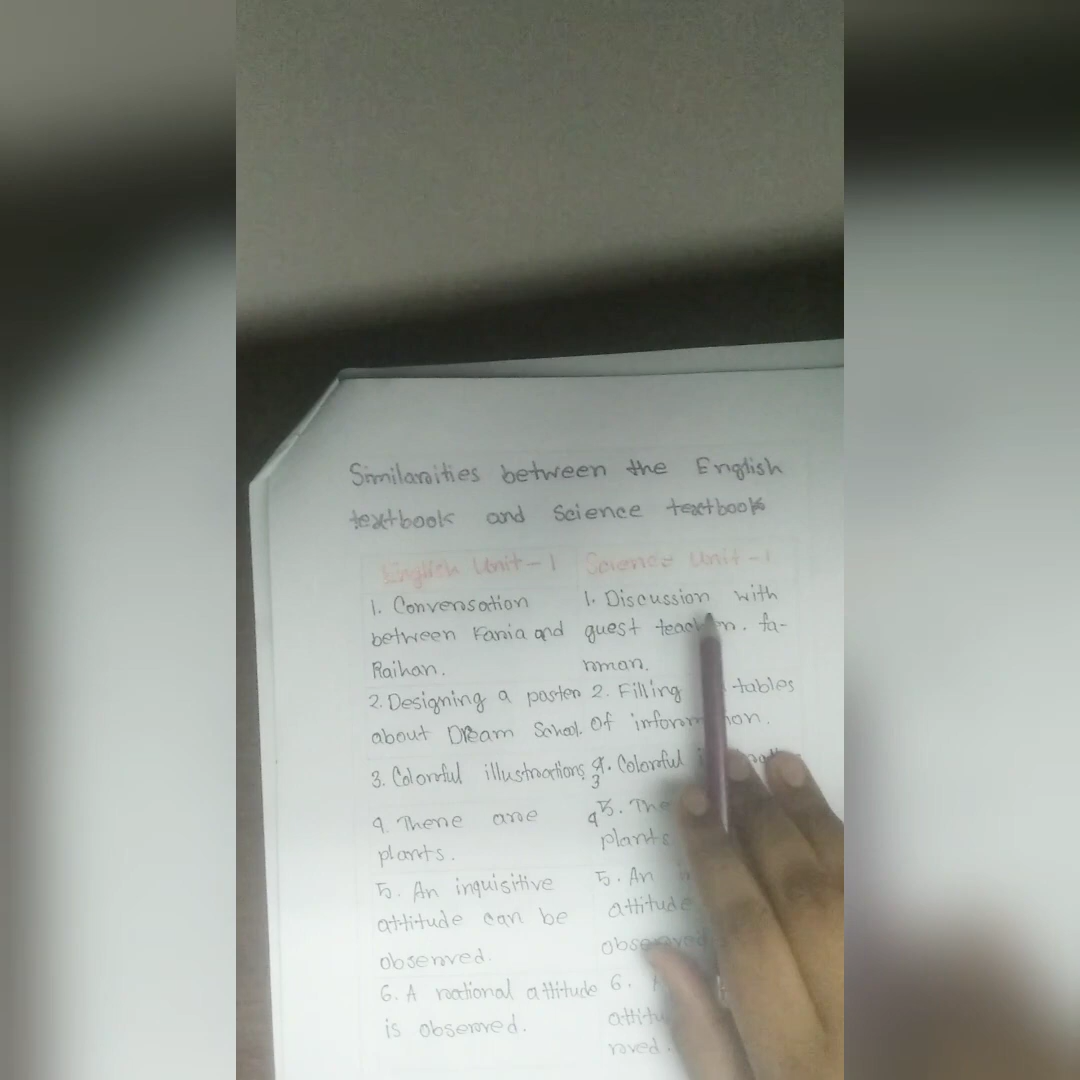 Similarities between the English
textbook and Science textbook
English Unit-1
Science Unit-1
1. Conversation
between Fania and
Raihan.
1. Discussion with
guest teacher. fa-
rman.
2. Designing a poster
about Dream School.
2. Filling tables
of information.
3. Colorful illustrations
3. Colorful
4. There are
plants.
4 5. The
plants
5. An inquisitive
attitude can be
observed.
5. An
attitude
observed
6. A rational attitude
is observed.
6. A
attitu
rved.